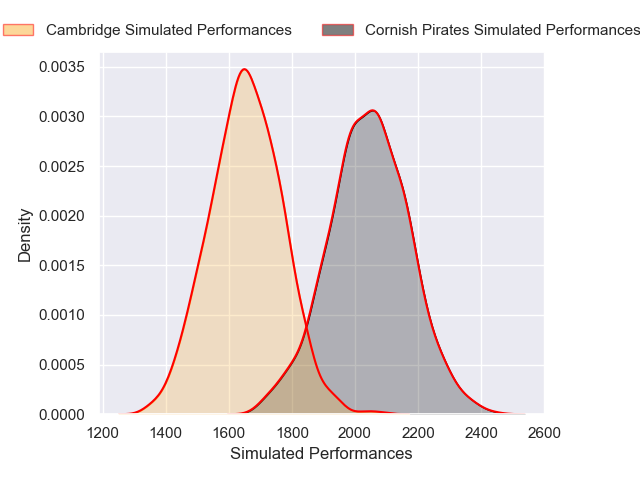 Cambridge Simulated Performances Cornish Pirates Simulated Performances
0.0035
0.0030
0.0025
0.0020
0.0015
0.0010
0.0005
0.0000
Density
1200 1400 1600 1800 2000 2200 2400 2600
Simulated Performances